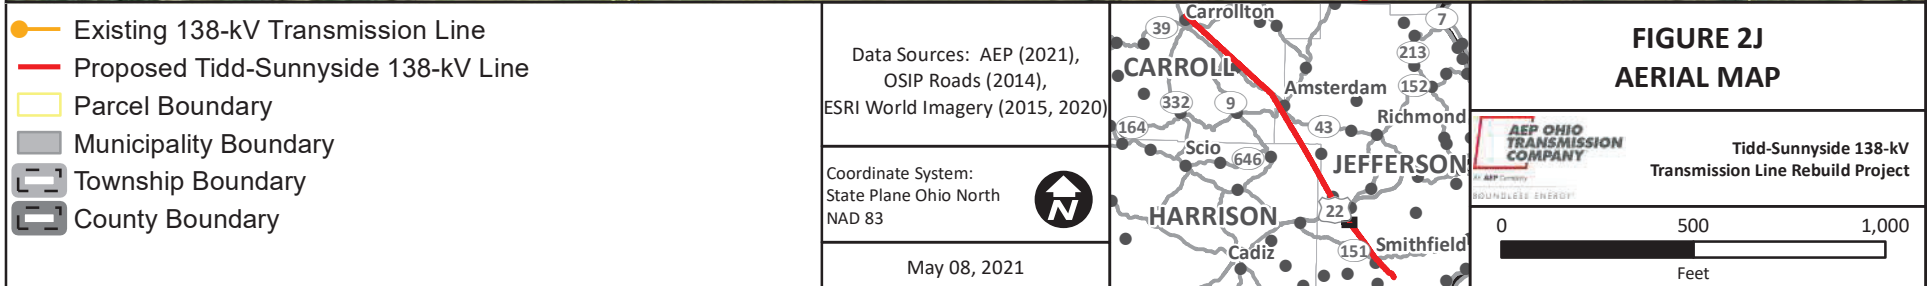 Existing 138-kV Transmission Line
Proposed Tidd-Sunnyside 138-kV Line
Parcel Boundary
Municipality Boundary
Township Boundary
County Boundary
Data Sources: AEP (2021),
OSIP Roads (2014),
ESRI World Imagery (2015, 2020)
Coordinate System:
State Plane Ohio North
NAD 83
N
May 08, 2021
Carrollton
39
7
213
CARROLL
Amsterdam
152
332
9
Richmond
164
43
Scio
646
JEFFERSON
HARRISON
22
Cadiz
151
Smithfield
FIGURE 2J
AERIAL MAP
AEP OHIO
TRANSMISSION
COMPANY
An AEP Company
BOUNDLESS ENERGY
Tidd-Sunnyside 138-kV
Transmission Line Rebuild Project
0 500 1,000
Feet